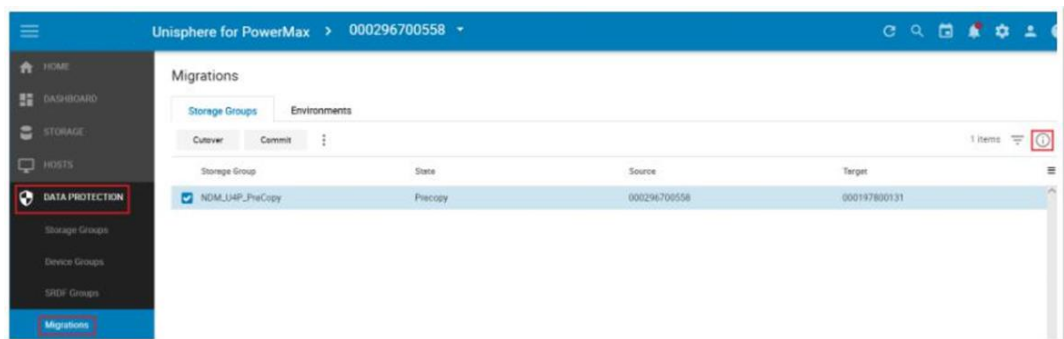 Unisphere for PowerMax > 000296700558
HOME
DASHBOARD
STORAGE
HOSTS
DATA PROTECTION
Storage Groups
Device Groups
SRDF Groups
Migrations
Migrations
Storage Groups Environments
Cutover Commit
1 items
Storage Group State Source Target
NDM_U4P_PreCopy Precopy 000296700558 000197800131